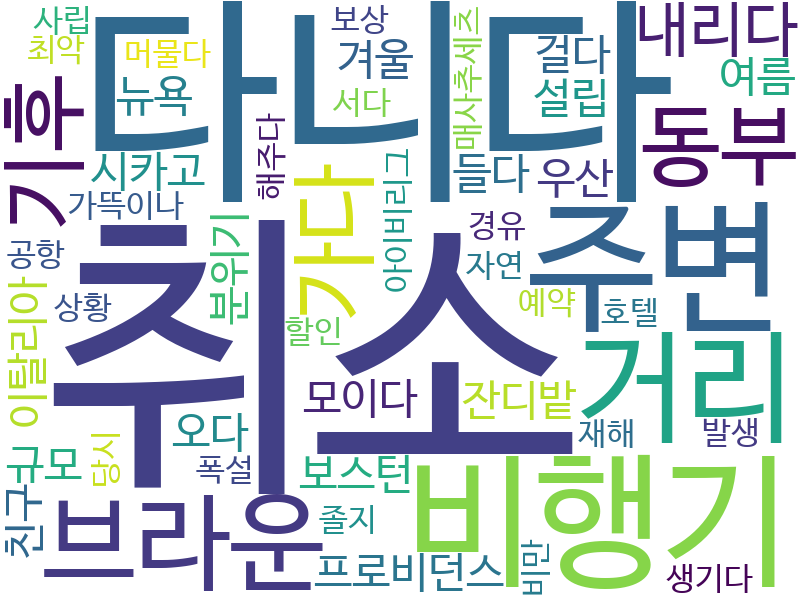 사립
최악
머물다
뉴욕
다니다
보상
겨울
서다
매사추세츠
걸다
설립
내리다
여름
기후
시카고
가뜩이나
해주다
가다
아이비리그
들다
우산
동부
공항
상황
분위기
경유
자연
주변
이탈리아
취소
할인
예약
호텔
거리
모이다
잔디밭
재해
발생
규모
당시
오다
폭설
보스턴
비행기
친구
브라운
졸지
프로비던스
비만
생기다